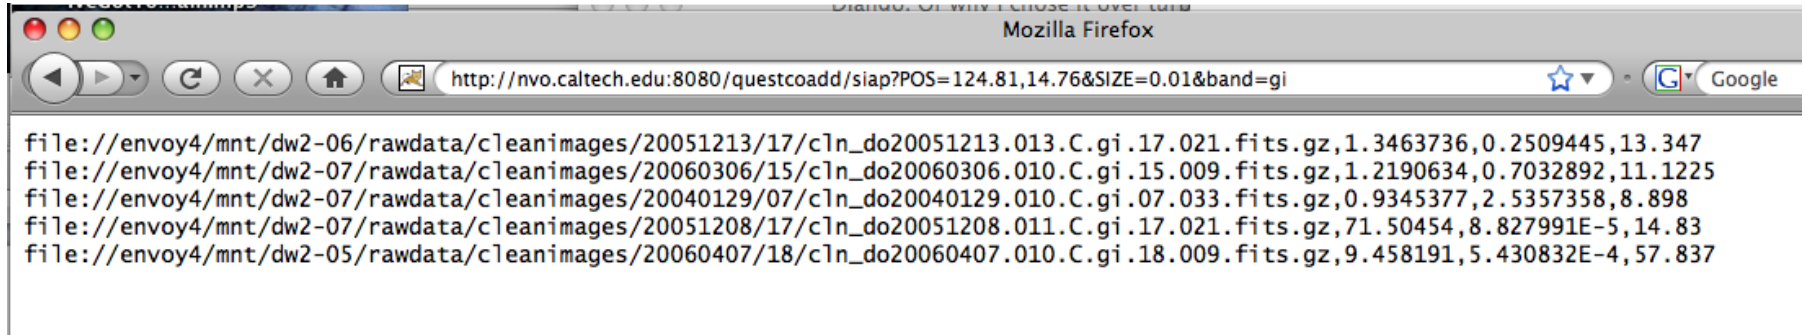 Mozilla Firefox
http://nvo.caltech.edu:8080/questcoadd/siap?POS=124.81,14.76&SIZE=0.01&band=gi
G Google
file://envoy4/mnt/dw2-06/rawdata/cleanimages/20051213/17/cln_do20051213.013.C.gi.17.021.fits.gz,1.3463736,0.2509445,13.347
file://envoy4/mnt/dw2-07/rawdata/cleanimages/20060306/15/cln_do20060306.010.C.gi.15.009.fits.gz,1.2190634,0.7032892,11.1225
file://envoy4/mnt/dw2-07/rawdata/cleanimages/20040129/07/cln_do20040129.010.C.gi.07.033.fits.gz,0.9345377,2.5357358,8.898
file://envoy4/mnt/dw2-07/rawdata/cleanimages/20051208/17/cln_do20051208.011.C.gi.17.021.fits.gz,71.50454,8.827991E-5,14.83
file://envoy4/mnt/dw2-05/rawdata/cleanimages/20060407/18/cln_do20060407.010.C.gi.18.009.fits.gz,9.458191,5.430832E-4,57.837